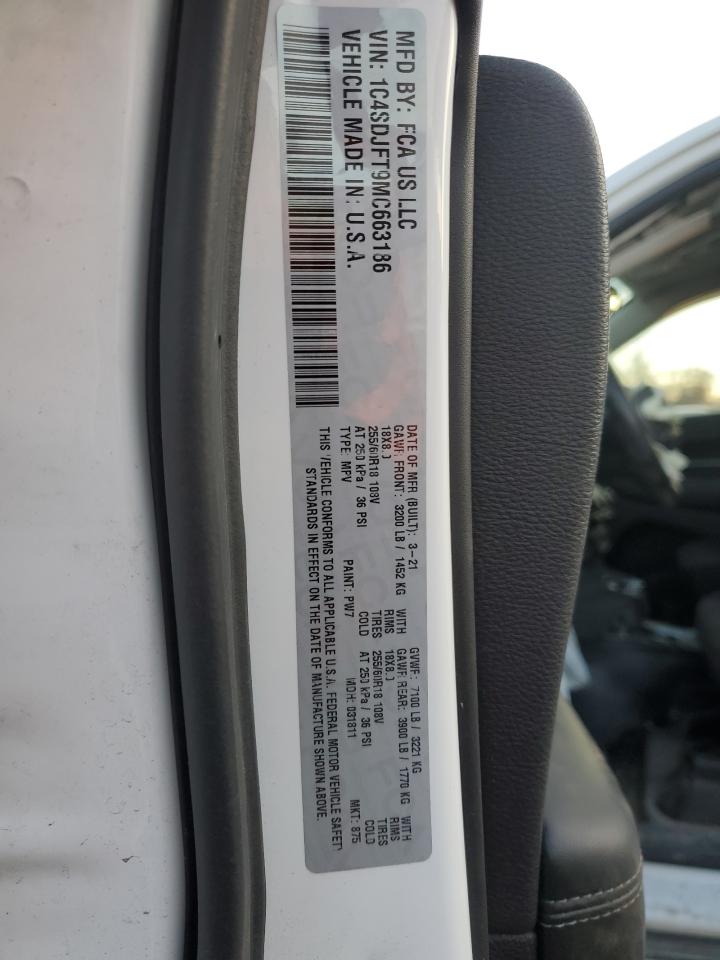 MFD BY: FCA US LLC
VIN: 1C4SDJFT9MC663186
VEHICLE MADE IN: U.S.A.
DATE OF MFR (BUILT): 3-21 GVWR: 7100 LB / 3221 KG
GAWR FRONT: 3200 LB / 1452 KG WITH GAWR REAR: 3900 LB / 1770 KG WITH
18X8.0 RIMS 18X8.0 RIMS
255/60R18 108V TIRES 255/60R18 108V TIRES
AT 250 kPa / 36 PSI COLD AT 250 kPa / 36 PSI COLD
TYPE: MPV PAINT: PW7 MDH: 031811 MKT: 875
THIS VEHICLE CONFORMS TO ALL APPLICABLE U.S.A. FEDERAL MOTOR VEHICLE SAFETY
STANDARDS IN EFFECT ON THE DATE OF MANUFACTURE SHOWN ABOVE.